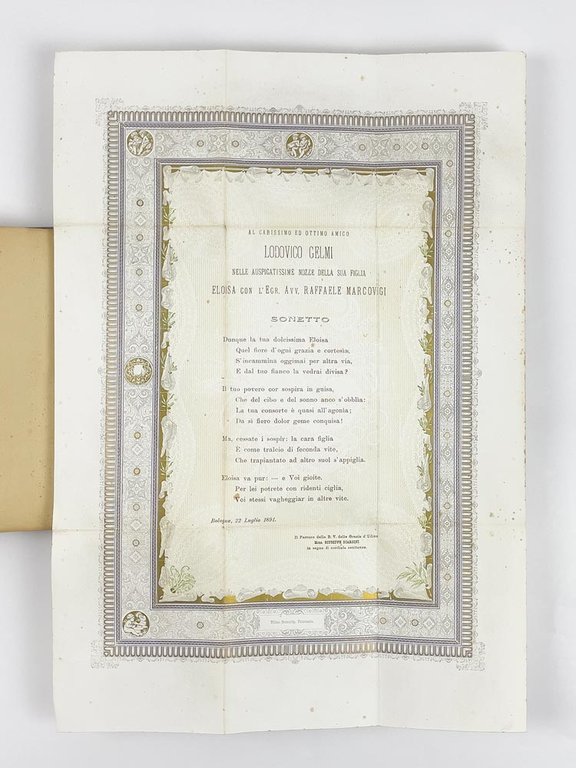 AL CARISSIMO ED OTTIMO AMICO
LODOVICO GELMI
NELLE AUSPICATISSIME NOZZE DELLA SUA FIGLIA
ELOISA CON L'EGR. AVV. RAFFAELE MARCOVIGI
SONETTO
Dunque la tua dolcissima Eloisa
Quel fiore d'ogni grazia e cortesia,
S'incammina oggimai per altra via,
E dal tuo fianco la vedrai divisa?
Il tuo povero cor sospira in guisa,
Che del cibo e del sonno anco s'obblia:
La tua consorte è quasi all'agonia;
Da sì fiero dolor geme conquisa!
Ma, cessate i sospir: la cara figlia
È come tralcio di feconda vite,
Che trapiantato ad altro suol s'appiglia.
Eloisa va pur: — e Voi gioite,
Per lei potrete con ridenti ciglia,
Voi stessi vagheggiar in altre vite.
Bologna, 22 Luglio 1891.
Il Parroco della B. V. delle Grazie d'Udine
Mons.
in segno di cordiale esultanza.